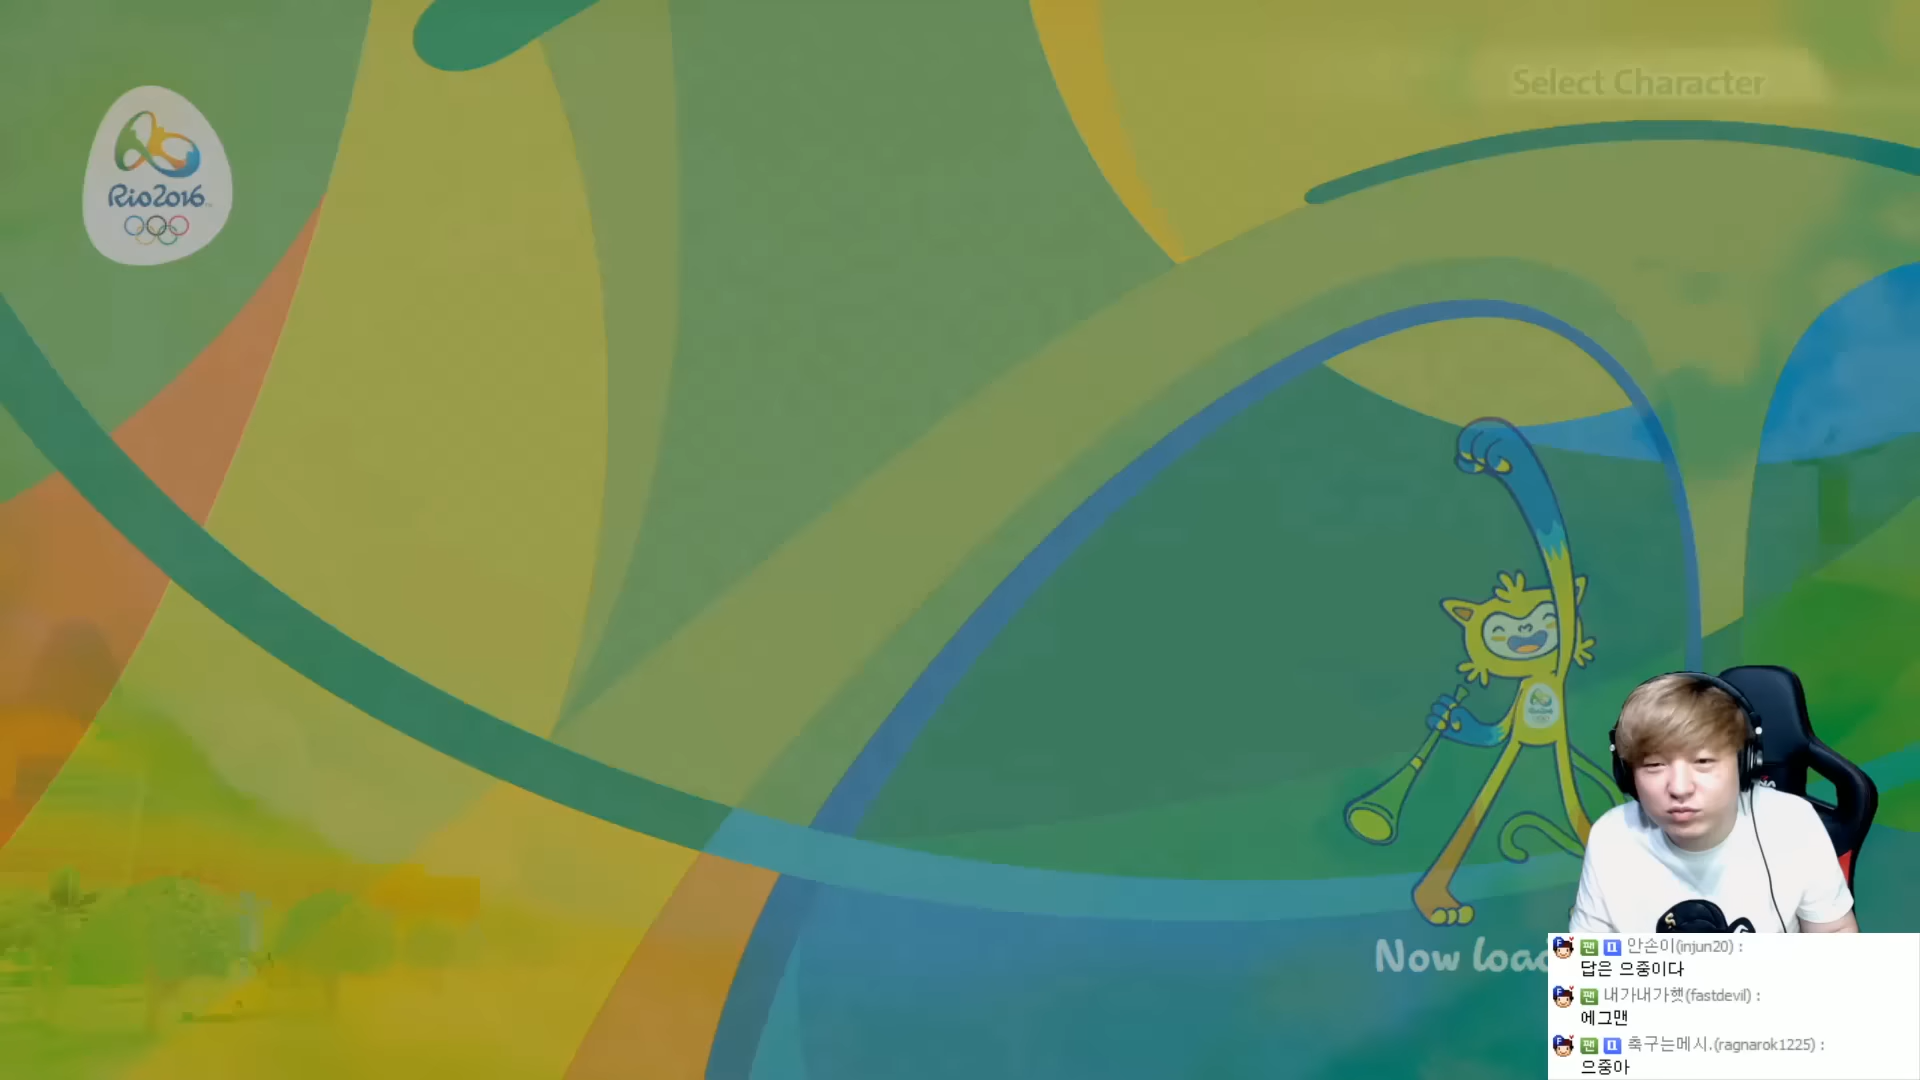 Select Character
Rio2016
Now load
안손이(injun20) :
답은 으중이다
내가내가햇(fastdevil) :
에그맨
축구는메시.(ragnarok1225) :
으중아